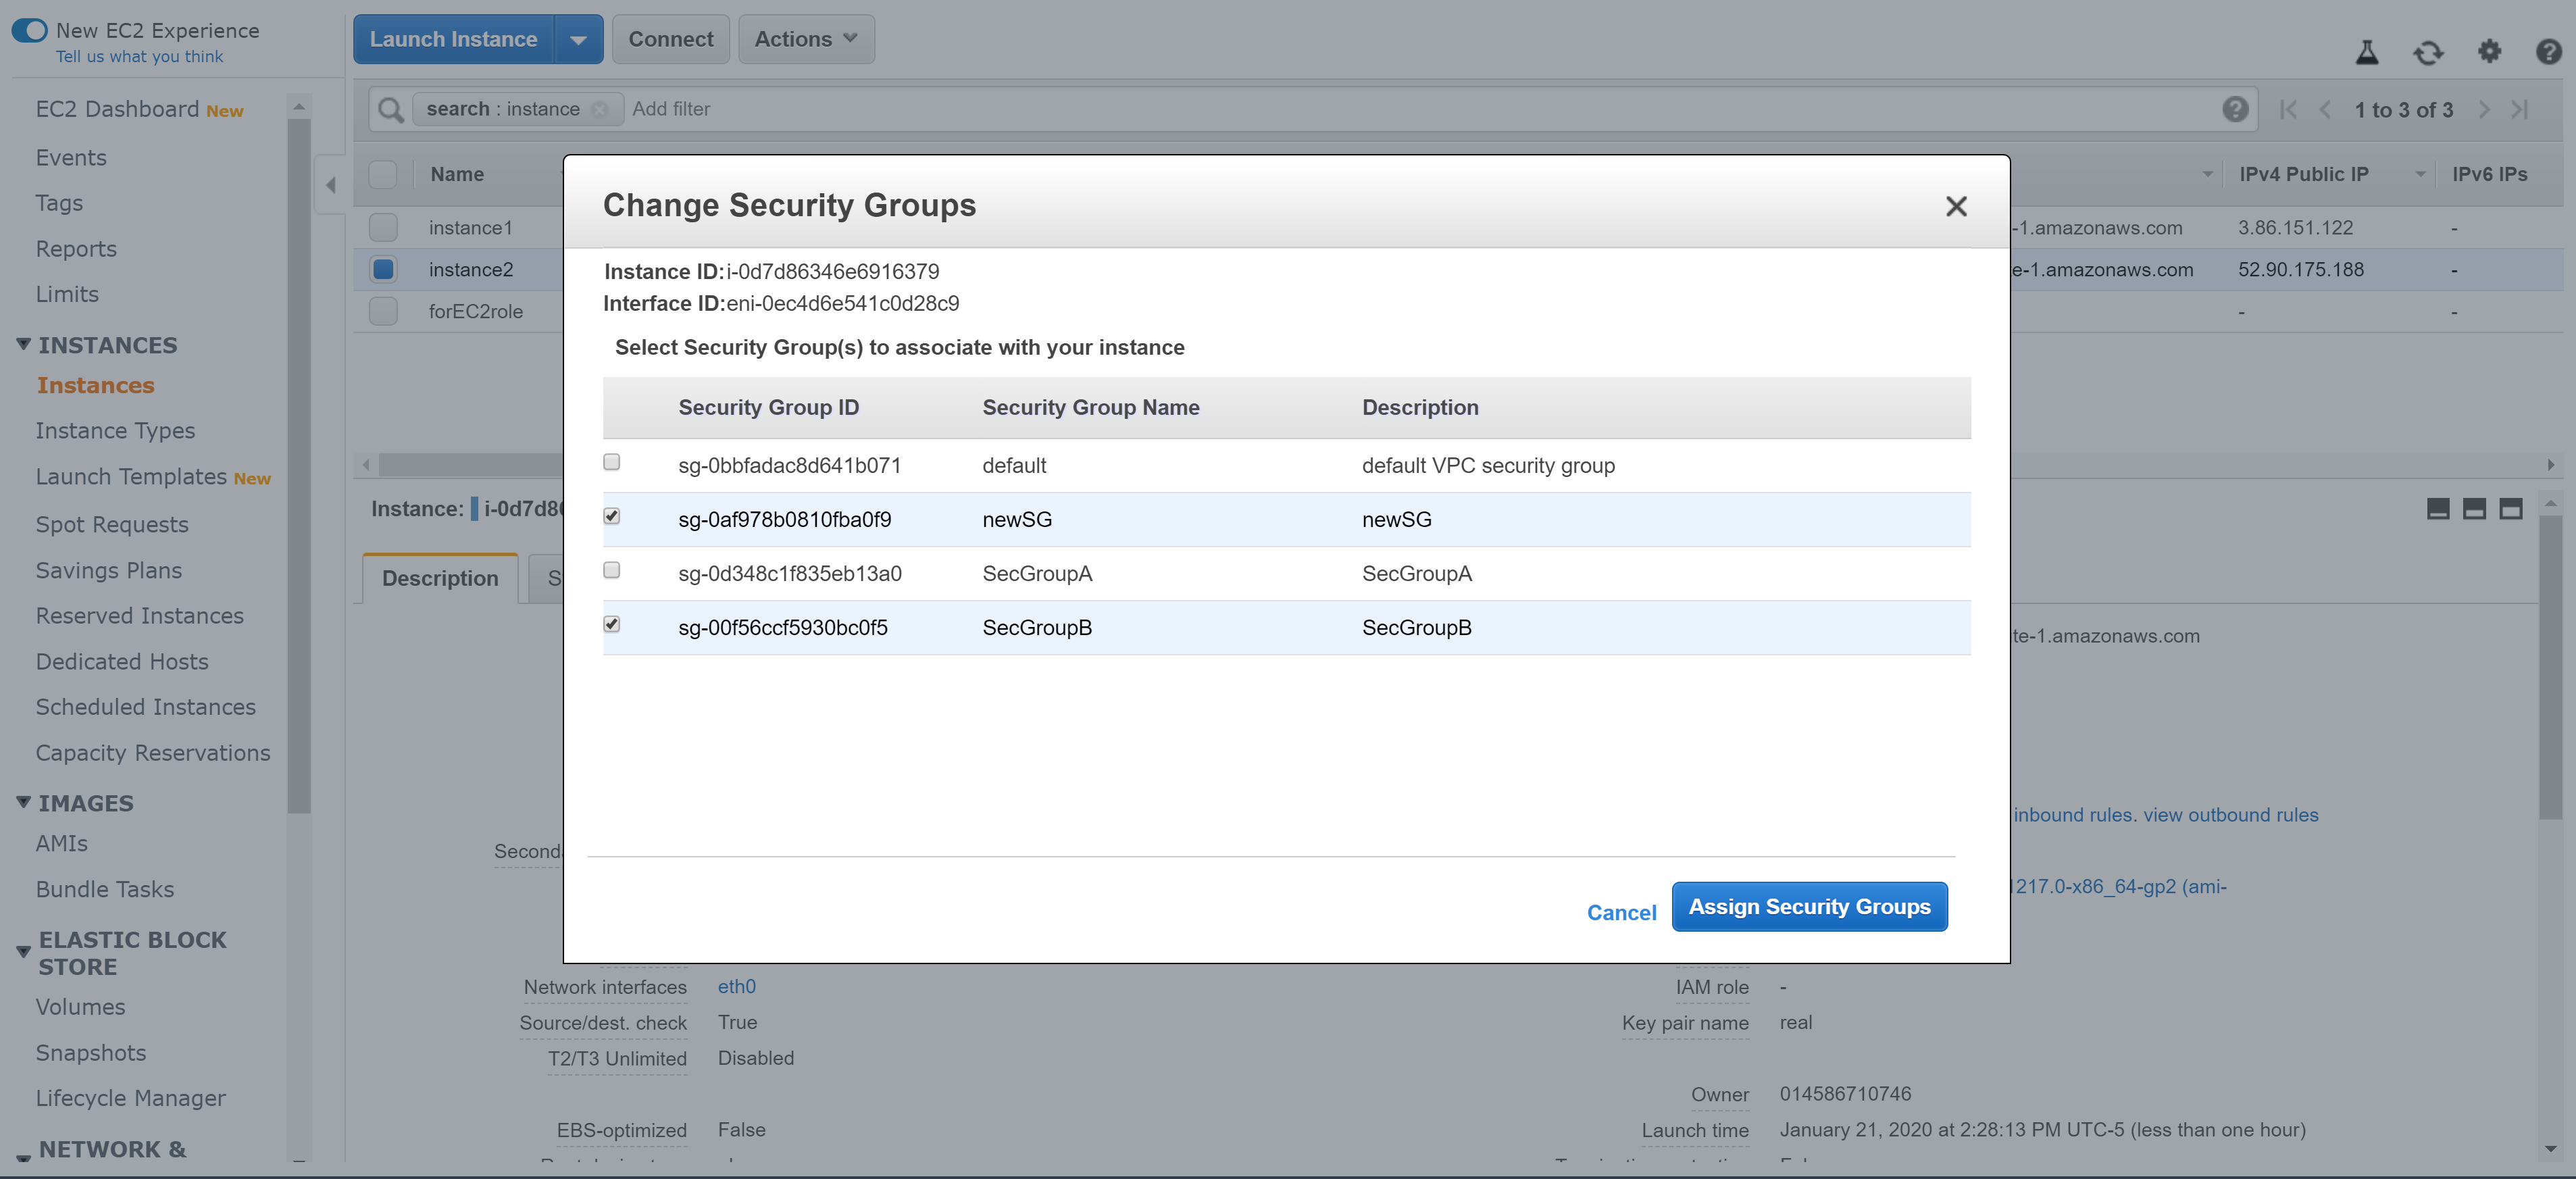 New EC2 Experience
Tell us what you think
Launch Instance
Connect
Actions
EC2 Dashboard New
Events
Tags
Reports
Limits
INSTANCES
Instances
Instance Types
Launch Templates New
Spot Requests
Savings Plans
Reserved Instances
Dedicated Hosts
Scheduled Instances
Capacity Reservations
IMAGES
AMIs
Bundle Tasks
ELASTIC BLOCK
STORE
Volumes
Snapshots
Lifecycle Manager
NETWORK &
search : instance Add filter
1 to 3 of 3
Name IPv4 Public IP IPv6 IPs
instance1 -1.amazonaws.com 3.86.151.122 -
instance2 e-1.amazonaws.com 52.90.175.188 -
forEC2role - -
Change Security Groups
Instance ID:i-0d7d86346e6916379
Interface ID:eni-0ec4d6e541c0d28c9
Select Security Group(s) to associate with your instance
Security Group ID Security Group Name Description
sg-0bbfadac8d641b071 default default VPC security group
sg-0af978b0810fba0f9 newSG newSG
sg-0d348c1f835eb13a0 SecGroupA SecGroupA
sg-00f56ccf5930bc0f5 SecGroupB SecGroupB
Cancel
Assign Security Groups
Instance: i-0d7d86
Description S
te-1.amazonaws.com
inbound rules. view outbound rules
Seconda
1217.0-x86_64-gp2 (ami-
Network interfaces eth0 IAM role -
Source/dest. check True Key pair name real
T2/T3 Unlimited Disabled
Owner 014586710746
EBS-optimized False Launch time January 21, 2020 at 2:28:13 PM UTC-5 (less than one hour)